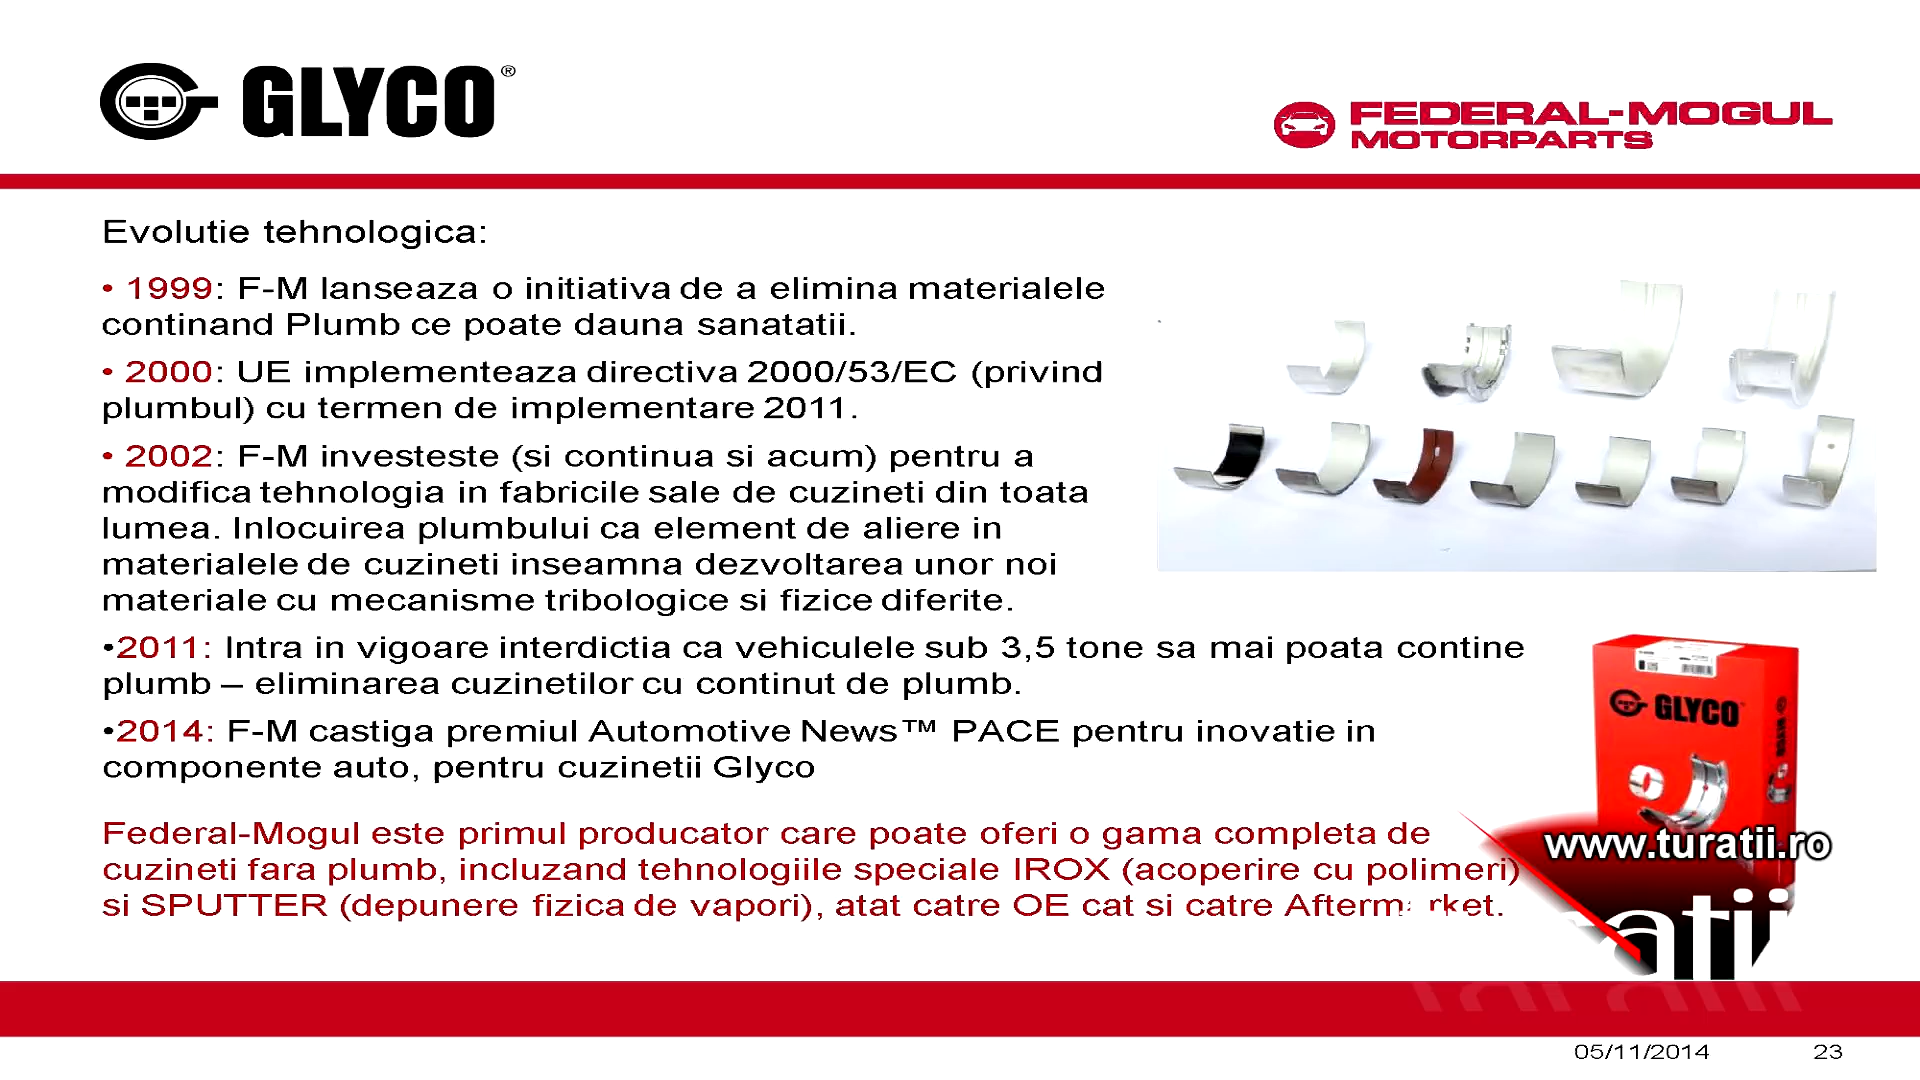 GLYCO®
FEDERAL-MOGUL
MOTORPARTS
Evolutie tehnologica:
• 1999: F-M lanseaza o initiativa de a elimina materialele
continand Plumb ce poate dauna sanatatii.
• 2000: UE implementeaza directiva 2000/53/EC (privind
plumbul) cu termen de implementare 2011.
• 2002: F-M investeste (si continua si acum) pentru a
modifica tehnologia in fabricile sale de cuzineti din toata
lumea. Inlocuirea plumbului ca element de aliere in
materialele de cuzineti inseamna dezvoltarea unor noi
materiale cu mecanisme tribologice si fizice diferite.
•2011: Intra in vigoare interdictia ca vehiculele sub 3,5 tone sa mai poata contine
plumb – eliminarea cuzinetilor cu continut de plumb.
•2014: F-M castiga premiul Automotive News™ PACE pentru inovatie in
componente auto, pentru cuzinetii Glyco
GLYCO
Federal-Mogul este primul producator care poate oferi o gama completa de
cuzineti fara plumb, incluzand tehnologiile speciale IROX (acoperire cu polimeri)
si SPUTTER (depunere fizica de vapori), atat catre OE cat si catre Aftermarket.
www.turatii.ro
05/11/2014
23